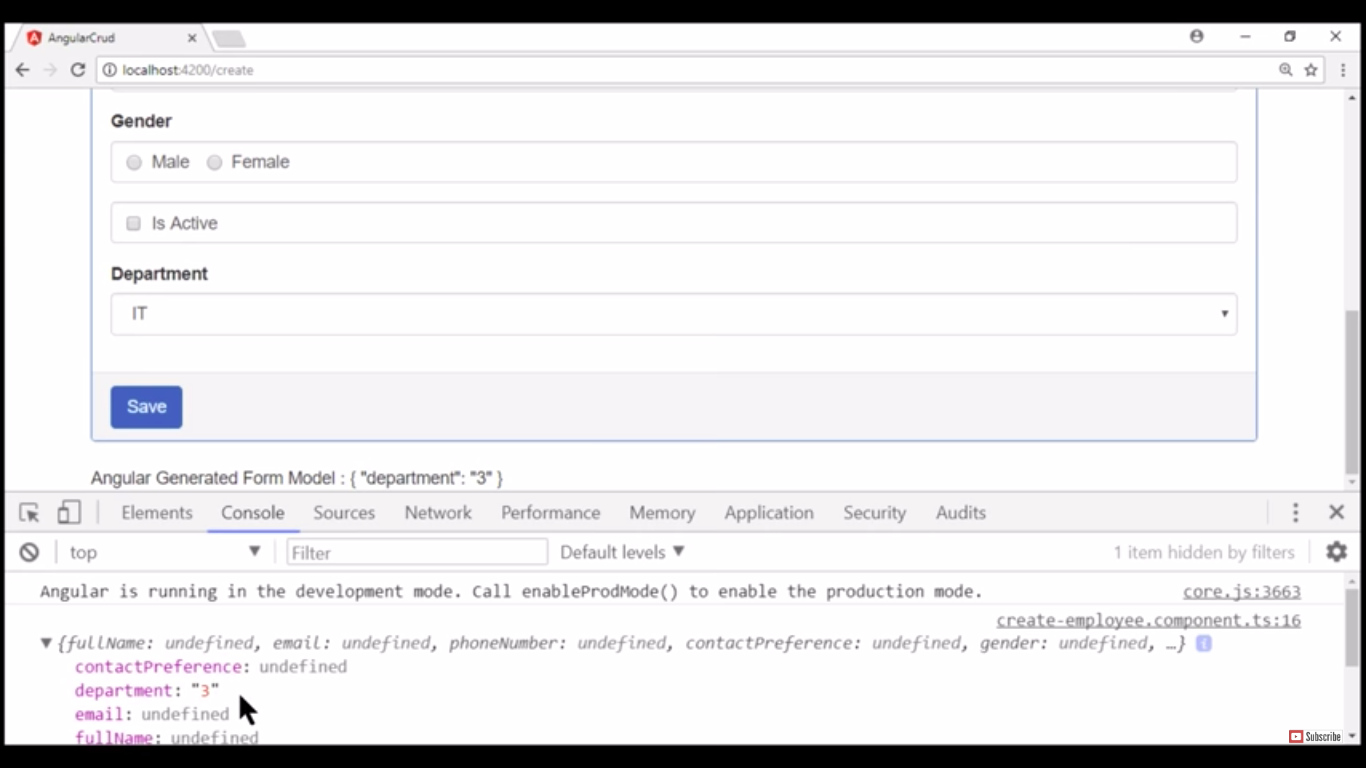 AngularCrud
localhost:4200/create
Gender
Male Female
Is Active
Department
IT
Save
Angular Generated Form Model : { "department": "3" }
Elements Console Sources Network Performance Memory Application Security Audits
top Filter Default levels 1 item hidden by filters
Angular is running in the development mode. Call enableProdMode() to enable the production mode. core.js:3663
create-employee.component.ts:16
{fullName: undefined, email: undefined, phoneNumber: undefined, contactPreference: undefined, gender: undefined, …}
contactPreference: undefined
department: "3"
email: undefined
fullName: undefined
Subscribe